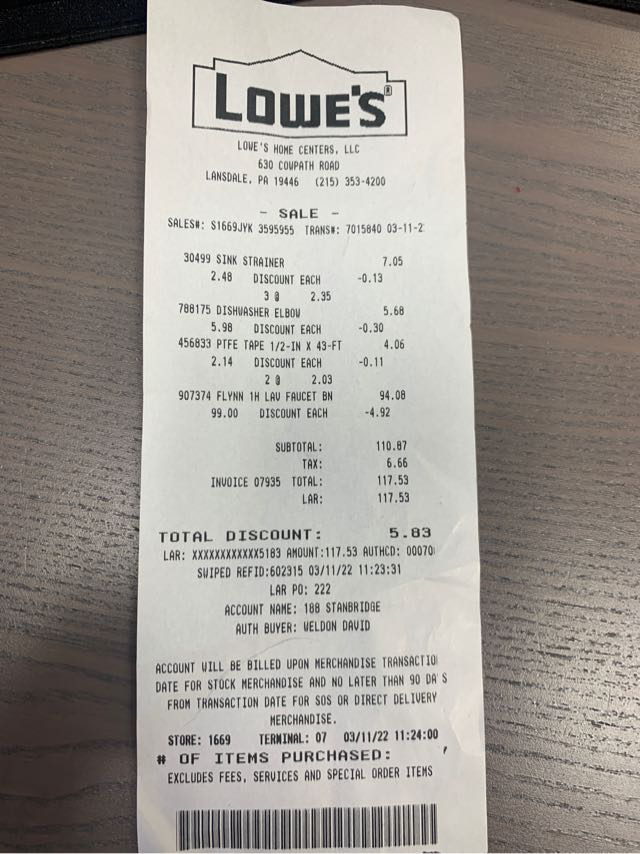 LOWE'S®
LOWE'S HOME CENTERS, LLC
630 COWPATH ROAD
LANSDALE, PA 19446 (215) 353-4200
- SALE -
SALES#: S1669JYK 3595955 TRANS#: 7015840 03-11-2
30499 SINK STRAINER 7.05
2.48 DISCOUNT EACH -0.13
3 @ 2.35
788175 DISHWASHER ELBOW 5.68
5.98 DISCOUNT EACH -0.30
456833 PTFE TAPE 1/2-IN X 43-FT 4.06
2.14 DISCOUNT EACH -0.11
2 @ 2.03
907374 FLYNN 1H LAV FAUCET BN 94.08
99.00 DISCOUNT EACH -4.92
SUBTOTAL: 110.87
TAX: 6.66
INVOICE 07935 TOTAL: 117.53
LAR: 117.53
TOTAL DISCOUNT: 5.83
LAR: XXXXXXXXXXXX5183 AMOUNT:117.53 AUTHCD: 00070
SWIPED REFID:602315 03/11/22 11:23:31
LAR PO: 222
ACCOUNT NAME: 188 STANBRIDGE
AUTH BUYER: WELDON DAVID
ACCOUNT WILL BE BILLED UPON MERCHANDISE TRANSACTIO
DATE FOR STOCK MERCHANDISE AND NO LATER THAN 90 DA S
FROM TRANSACTION DATE FOR SOS OR DIRECT DELIVERY
MERCHANDISE.
STORE: 1669 TERMINAL: 07 03/11/22 11:24:00
# OF ITEMS PURCHASED:
EXCLUDES FEES, SERVICES AND SPECIAL ORDER ITEMS